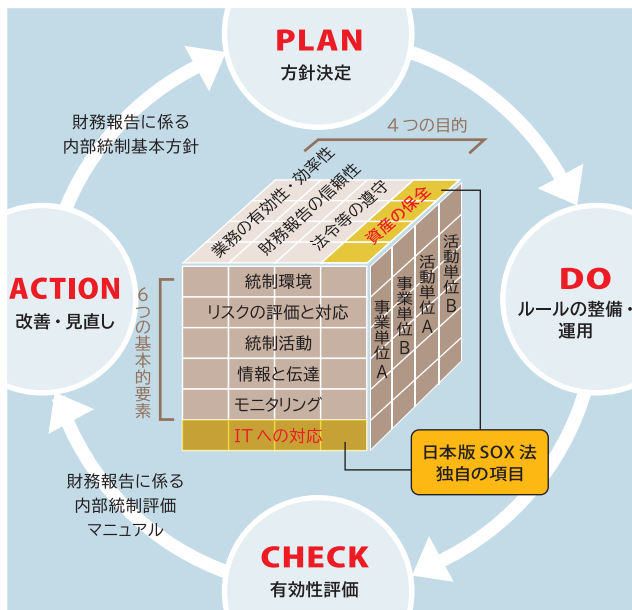 PLAN
方針決定
4つの目的
財務報告に係る
内部統制基本方針
業務の有効性・効率性
財務報告の信頼性
法令等の遵守
資産の保全
ACTION
改善・見直し
6つの基本的要素
統制環境
リスクの評価と対応
統制活動
情報と伝達
モニタリング
ITへの対応
事業単位A
事業単位B
活動単位A
活動単位B
DO
ルールの整備・
運用
日本版SOX法
独自の項目
財務報告に係る
内部統制評価
マニュアル
CHECK
有効性評価